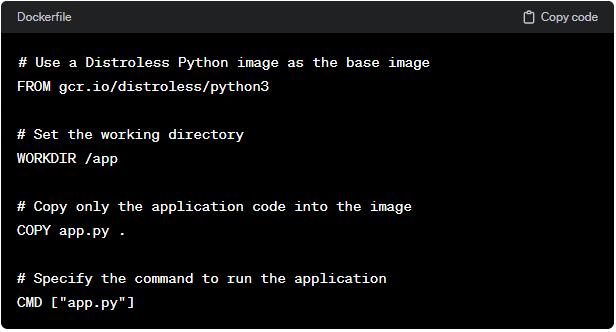 Dockerfile
Copy code
# Use a Distroless Python image as the base image
FROM gcr.io/distroless/python3
# Set the working directory
WORKDIR /app
# Copy only the application code into the image
COPY app.py .
# Specify the command to run the application
CMD ["app.py"]